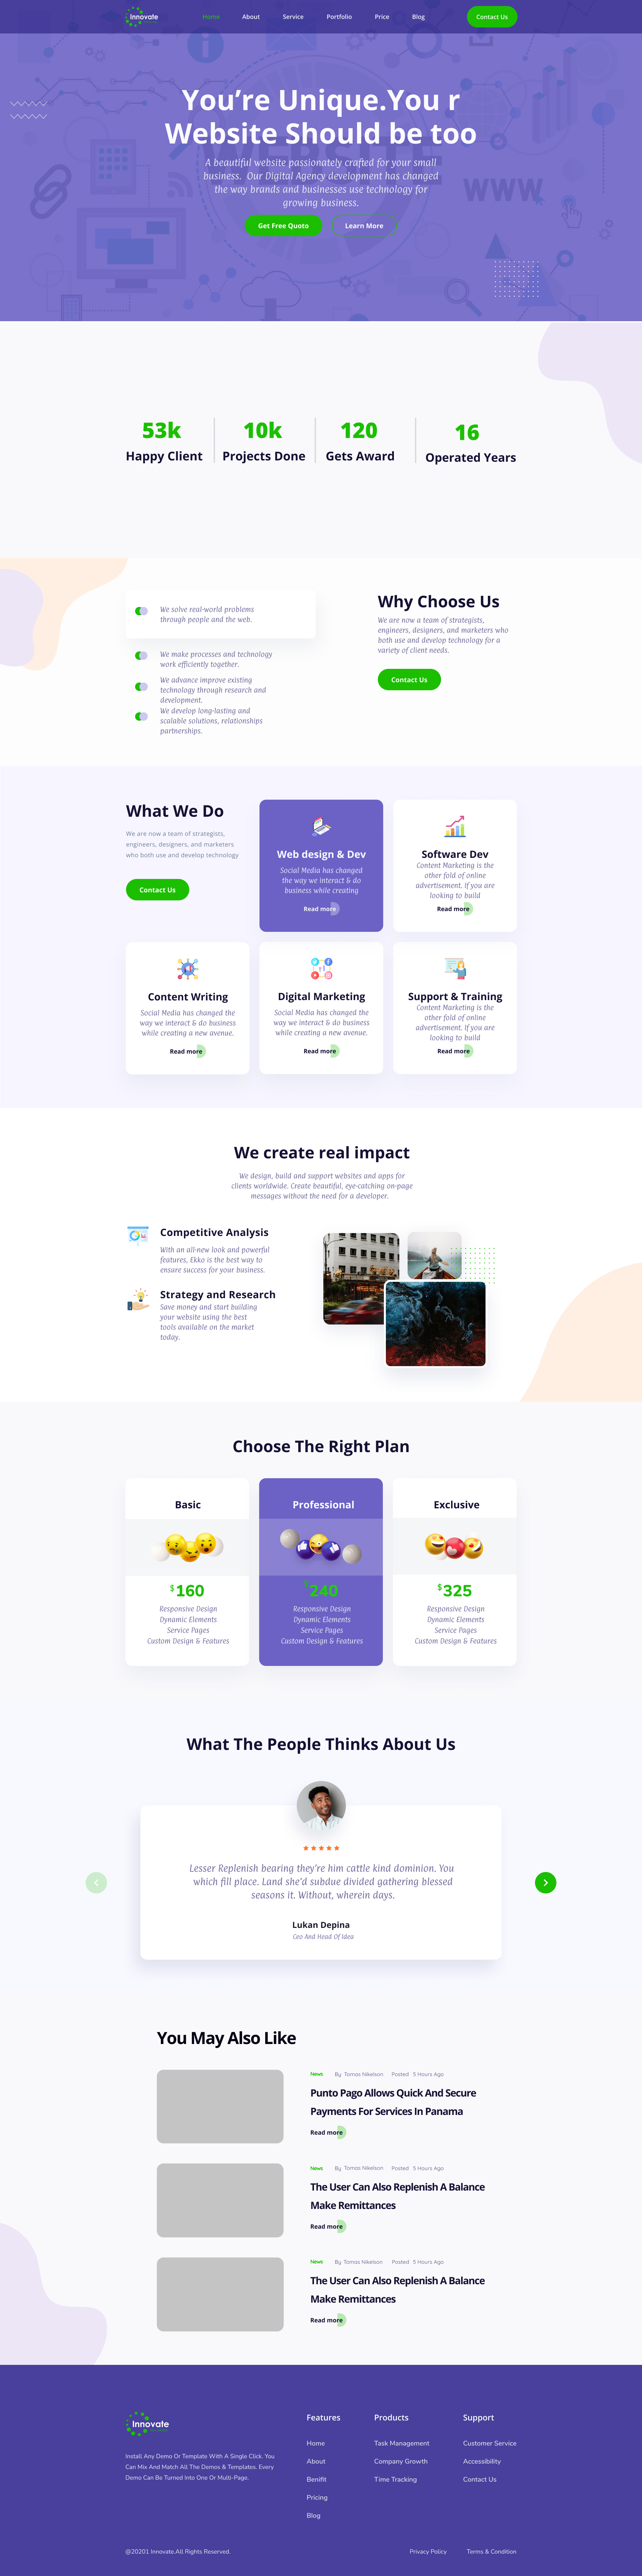 Innovate
Home
About
Service
Portfolio
Price
Blog
Contact Us
You're Unique.You r
Website Should be too
WEBSITE
WWW
A beautiful website passionately crafted for your small
business. Our Digital Agency development has changed
the way brands and businesses use technology for
growing business.
Get Free Quoto
Learn More
53k
Happy Client
10k
Projects Done
120
Gets Award
16
Operated Years
We solve real-world problems
through people and the web.
We make processes and technology
work efficiently together.
We advance improve existing
technology through research and
development.
We develop long-lasting and
scalable solutions, relationships
partnerships.
Why Choose Us
We are now a team of strategists,
engineers, designers, and marketers who
both use and develop technology for a
variety of client needs.
Contact Us
What We Do
We are now a team of strategists,
engineers, designers, and marketers
who both use and develop technology
Contact Us
Web design & Dev
Social Media has changed
the way we interact & do
business while creating
Read more
Software Dev
Content Marketing is the
other fold of online
advertisement. If you are
looking to build
Read more
Content Writing
Social Media has changed the
way we interact & do business
while creating a new avenue.
Read more
Digital Marketing
Social Media has changed the
way we interact & do business
while creating a new avenue.
Read more
Support & Training
Content Marketing is the
other fold of online
advertisement. If you are
looking to build
Read more
We create real impact
We design, build and support websites and apps for
clients worldwide. Create beautiful, eye-catching on-page
messages without the need for a developer.
Competitive Analysis
With an all-new look and powerful
features, Ekko is the best way to
ensure success for your business.
Strategy and Research
Save money and start building
your website using the best
tools available on the market
today.
Choose The Right Plan
Basic
$160
Responsive Design
Dynamic Elements
Service Pages
Custom Design & Features
Professional
$240
Responsive Design
Dynamic Elements
Service Pages
Custom Design & Features
Exclusive
$325
Responsive Design
Dynamic Elements
Service Pages
Custom Design & Features
What The People Thinks About Us
Lesser Replenish bearing they're him cattle kind dominion. You
which fill place. Land she'd subdue divided gathering blessed
seasons it. Without, wherein days.
Lukan Depina
Ceo And Head Of Idea
You May Also Like
News By Tomas Nikelson Posted 5 Hours Ago
Punto Pago Allows Quick And Secure
Payments For Services In Panama
Read more
News By Tomas Nikelson Posted 5 Hours Ago
The User Can Also Replenish A Balance
Make Remittances
Read more
News By Tomas Nikelson Posted 5 Hours Ago
The User Can Also Replenish A Balance
Make Remittances
Read more
Innovate
Install Any Demo Or Template With A Single Click. You
Can Mix And Match All The Demos & Templates. Every
Demo Can Be Turned Into One Or Multi-Page.
Features
Home
About
Benifit
Pricing
Blog
Products
Task Management
Company Growth
Time Tracking
Support
Customer Service
Accessibility
Contact Us
@20201 Innovate.All Rights Reserved.
Privacy Policy
Terms & Condition